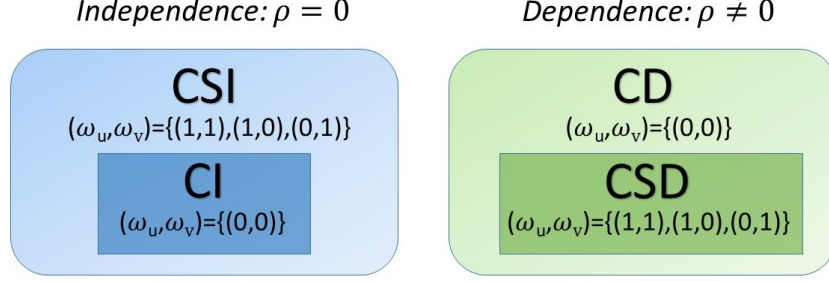 Independence: ρ = 0
CSI
(ω_u,ω_v)={(1,1),(1,0),(0,1)}
CI
(ω_u,ω_v)={(0,0)}
Dependence: ρ ≠ 0
CD
(ω_u,ω_v)={(0,0)}
CSD
(ω_u,ω_v)={(1,1),(1,0),(0,1)}